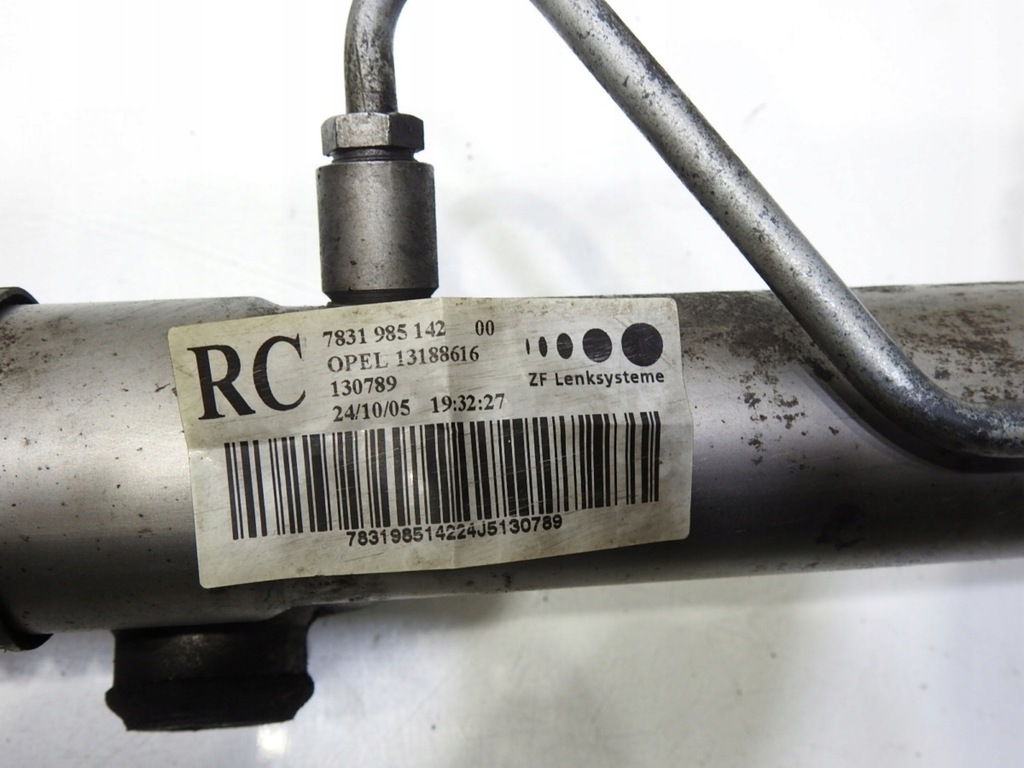 RC
7831 985 142 00
OPEL 13188616
130789
24/10/05 19:32:27
ZF Lenksysteme
783198514224J5130789